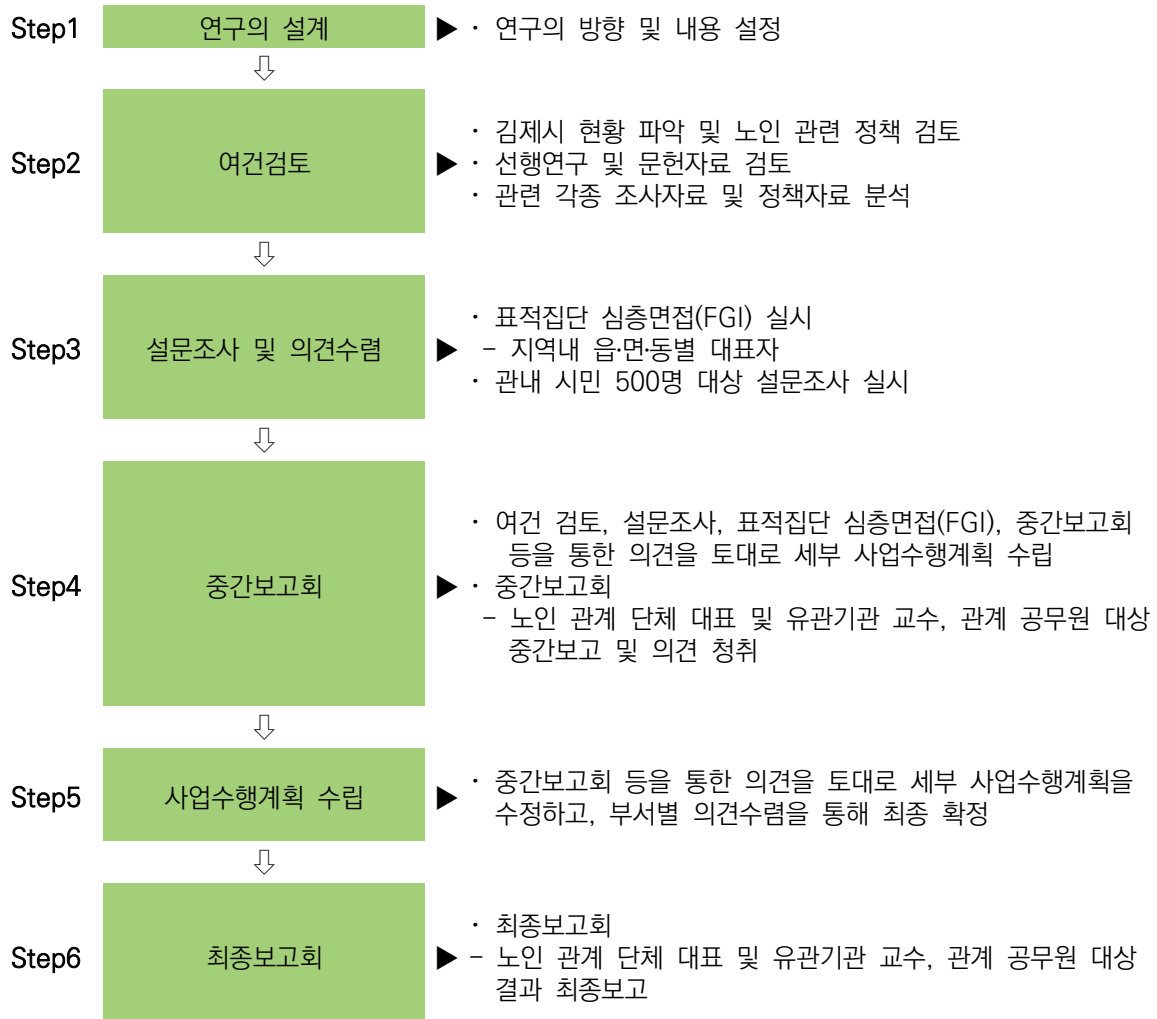 Step1 연구의 설계 ▶ · 연구의 방향 및 내용 설정
⇩
Step2 여건검토 ▶
· 김제시 현황 파악 및 노인 관련 정책 검토
· 선행연구 및 문헌자료 검토
· 관련 각종 조사자료 및 정책자료 분석
⇩
Step3 설문조사 및 의견수렴 ▶
· 표적집단 심층면접(FGI) 실시
- 지역내 읍·면·동별 대표자
· 관내 시민 500명 대상 설문조사 실시
⇩
Step4 중간보고회 ▶
· 여건 검토, 설문조사, 표적집단 심층면접(FGI), 중간보고회
등을 통한 의견을 토대로 세부 사업수행계획 수립
· 중간보고회
- 노인 관계 단체 대표 및 유관기관 교수, 관계 공무원 대상
중간보고 및 의견 청취
⇩
Step5 사업수행계획 수립 ▶
· 중간보고회 등을 통한 의견을 토대로 세부 사업수행계획을
수정하고, 부서별 의견수렴을 통해 최종 확정
⇩
Step6 최종보고회 ▶
· 최종보고회
- 노인 관계 단체 대표 및 유관기관 교수, 관계 공무원 대상
결과 최종보고